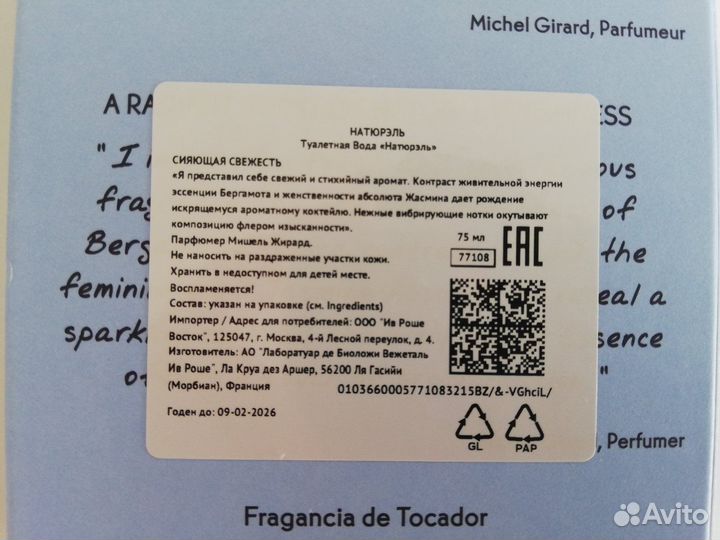 Michel Girard, Parfumeur
A RA ESS
НАТЮРЭЛЬ
Туалетная Вода «Натюрэль»
СИЯЮЩАЯ СВЕЖЕСТЬ
«Я представил себе свежий и стихийный аромат. Контраст живительной энергии
эссенции Бергамота и женственности абсолюта Жасмина дает рождение
искрящемуся ароматному коктейлю. Нежные вибрирующие нотки окутывают
композицию флером изысканности».
Парфюмер Мишель Жирард.
Не наносить на раздраженные участки кожи.
Хранить в недоступном для детей месте.
Воспламеняется!
Состав: указан на упаковке (см. Ingredients)
Импортер / Адрес для потребителей: ООО "Ив Роше
Восток", 125047, г. Москва, 4-й Лесной переулок, д. 4.
Изготовитель: АО "Лаборатуар де Биоложи Вежеталь
Ив Роше", Ла Круа дез Аршер, 56200 Ля Гасийи
(Морбиан), Франция
75 мл
77108
EAC
0103660005771083215BZ/&-VGhciL/
Годен до: 09-02-2026
GL
PAP
"I ous
frag of
Berg the
femini eal a
spark sence
of "
, Perfumer
Fragancia de Tocador
Avito